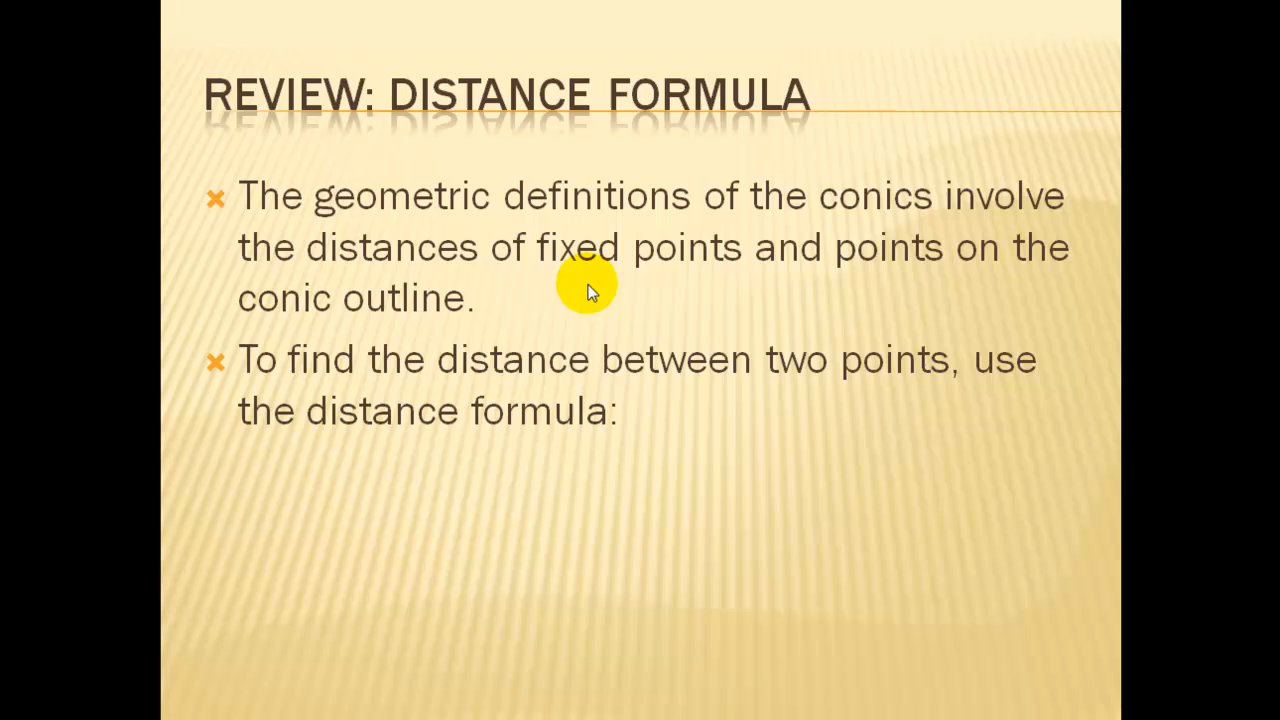 REVIEW: DISTANCE FORMULA
The geometric definitions of the conics involve
the distances of fixed points and points on the
conic outline.
To find the distance between two points, use
the distance formula: